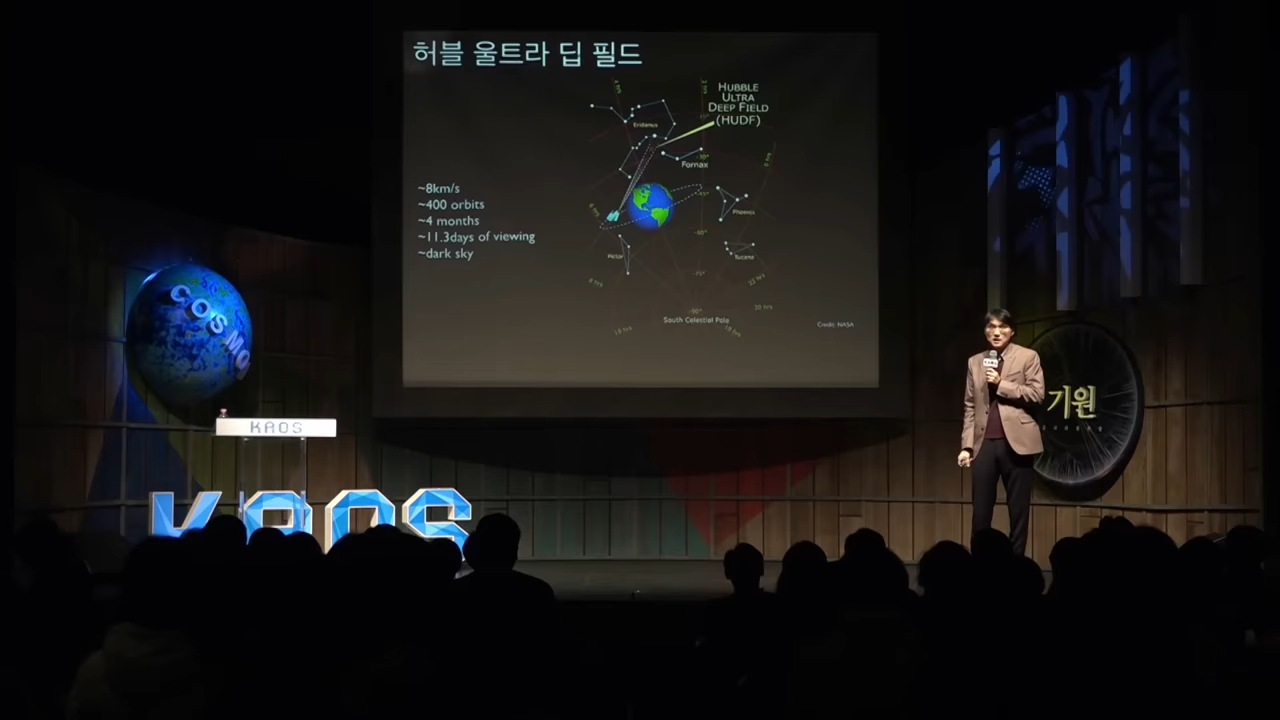 허블 울트라 딥 필드
HUBBLE
ULTRA
DEEP FIELD
(HUDF)
Eridanus
Fornax
~8km/s
~400 orbits
~4 months
~11.3days of viewing
~dark sky
Phoenix
Pictor
Tucana
South Celestial Pole
Credit: NASA
COSMO
KAOS
기원
KAOS